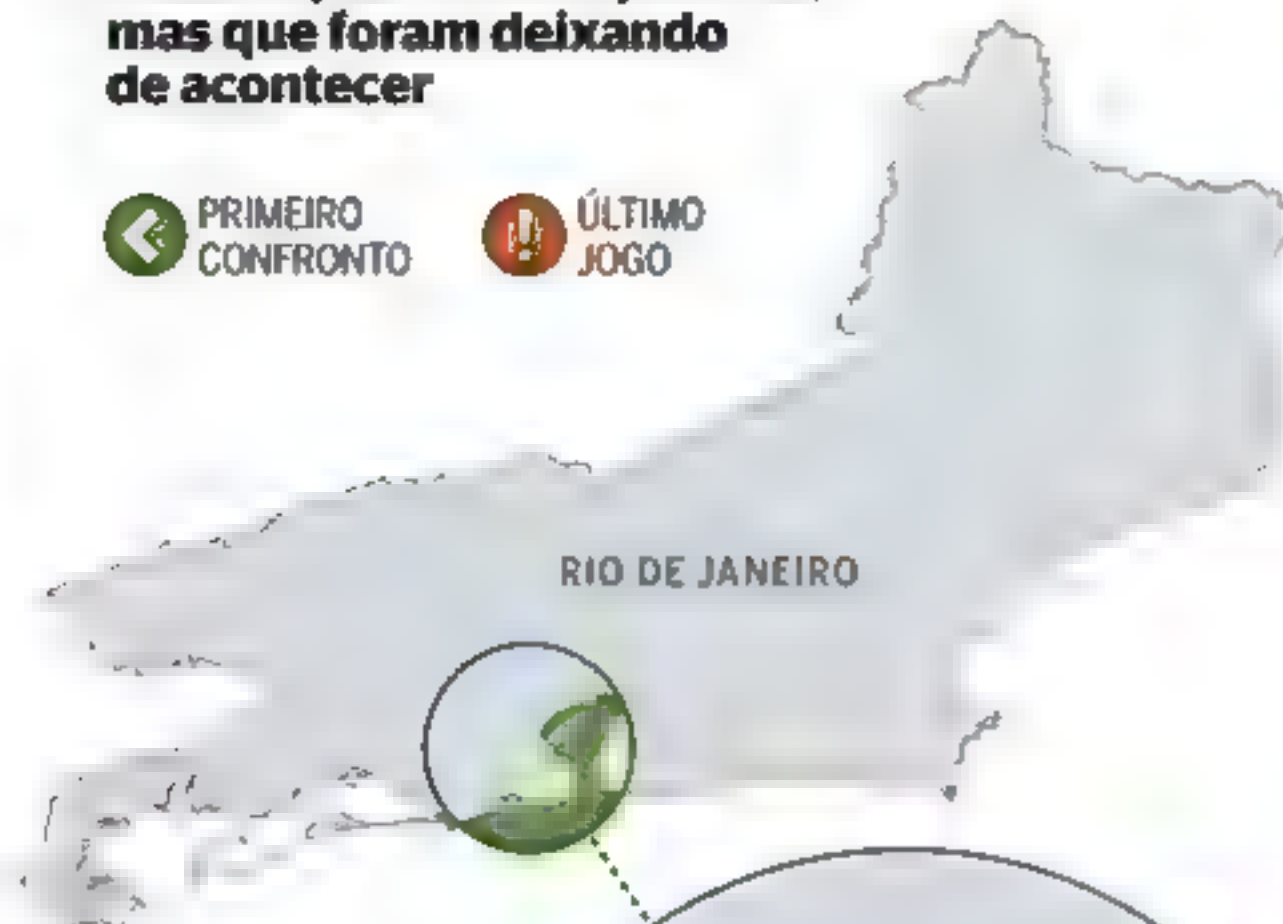 mas que foram deixando
de acontecer
PRIMEIRO
CONFRONTO
ÚLTIMO
JOGO
RIO DE JANEIRO